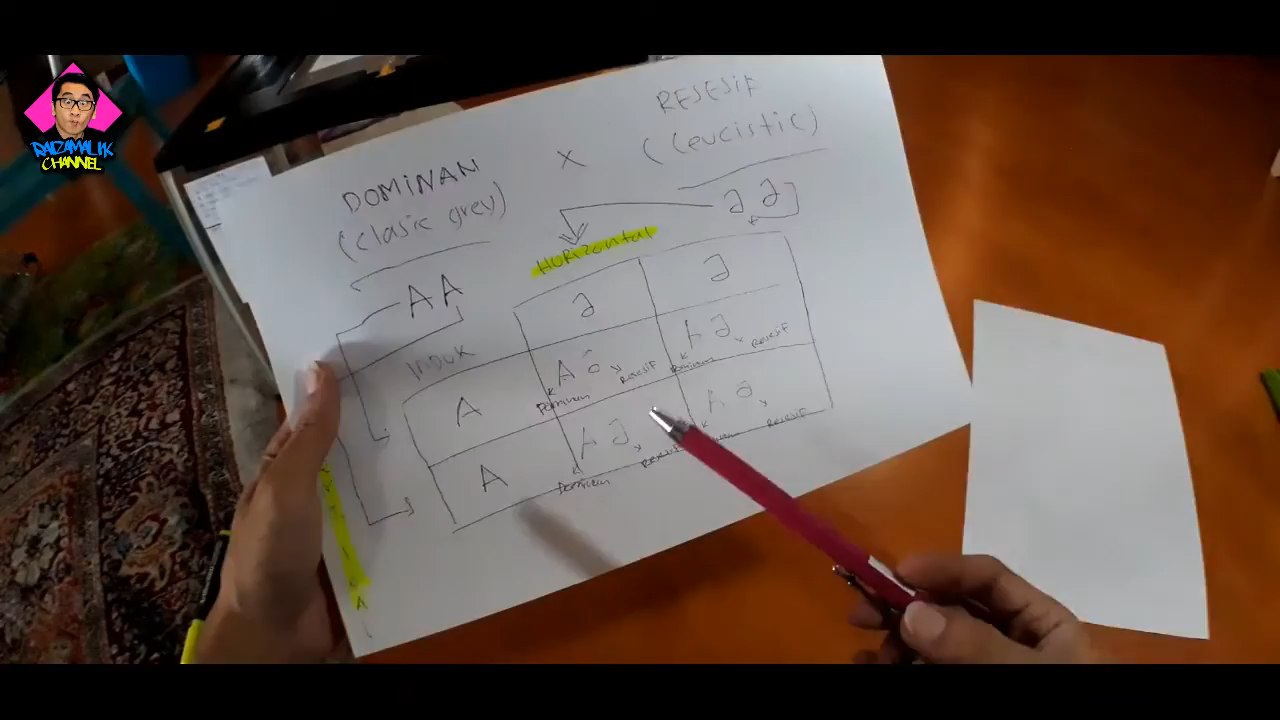 RAIZAMALIK
CHANNEL
DOMINAN X RESESIF
(clasic grey) (leucistic)
AA aa
HORIZONTAL
INDUK a a
A Aa Aa
Dominan Resesif Dominan Resesif
A Aa Aa
Dominan Resesif Resesif